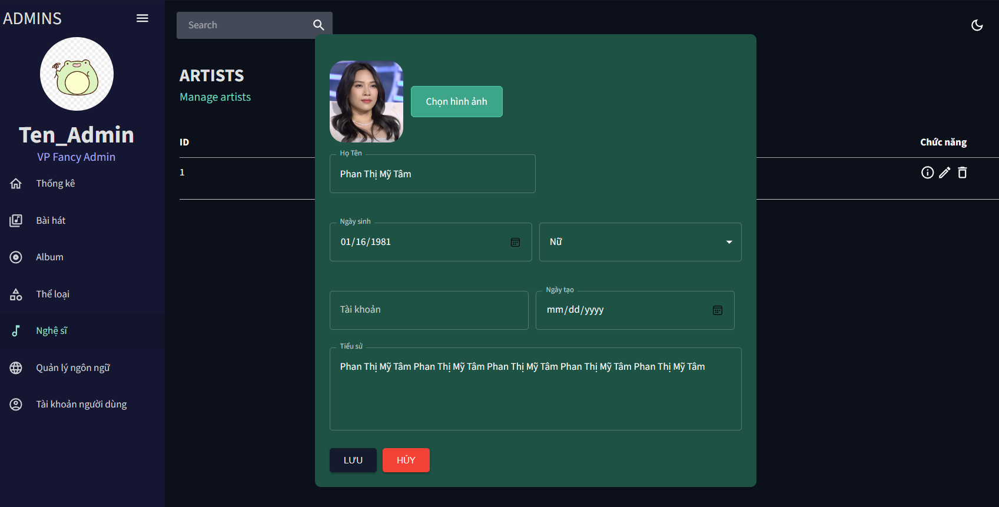 ADMINS
Ten_Admin
VP Fancy Admin
Thống kê
Bài hát
Album
Thể loại
Nghệ sĩ
Quản lý ngôn ngữ
Tài khoản người dùng
Search
ARTISTS
Manage artists
ID
Chức năng
1
Chọn hình ảnh
Họ Tên
Phan Thị Mỹ Tâm
Ngày sinh
01/16/1981
Nữ
Tài khoản
Ngày tạo
mm/dd/yyyy
Tiểu sử
Phan Thị Mỹ Tâm Phan Thị Mỹ Tâm Phan Thị Mỹ Tâm Phan Thị Mỹ Tâm Phan Thị Mỹ Tâm
LƯU
HỦY